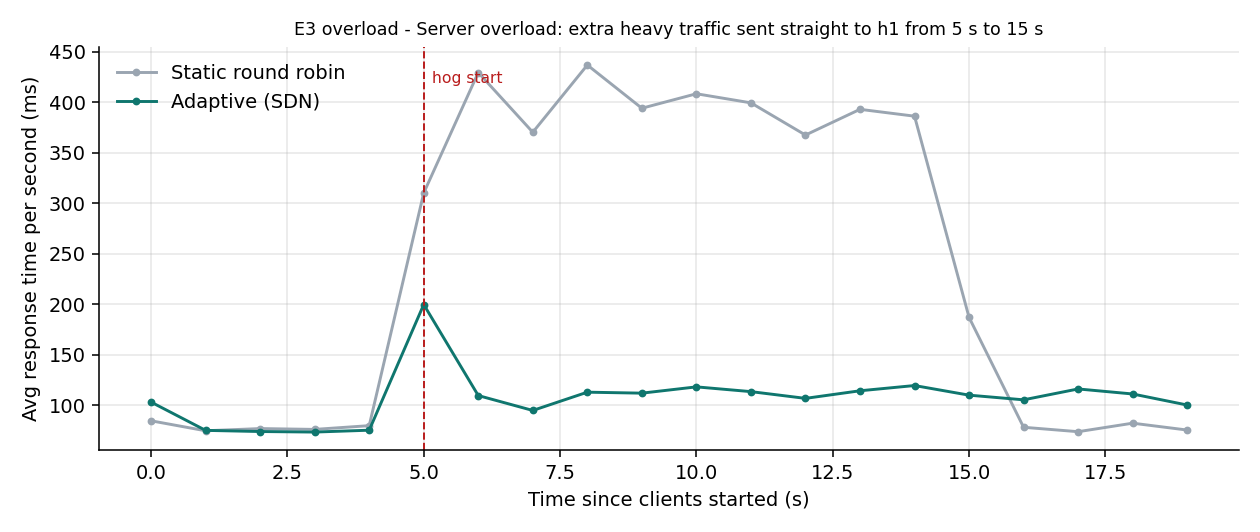 E3 overload - Server overload: extra heavy traffic sent straight to h1 from 5 s to 15 s
Avg response time per second (ms)
450
400
350
300
250
200
150
100
Static round robin
Adaptive (SDN)
hog start
0.0 2.5 5.0 7.5 10.0 12.5 15.0 17.5
Time since clients started (s)